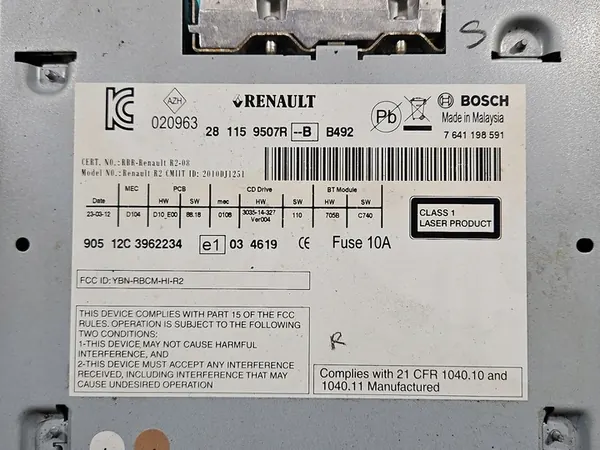 S
AZH
020963
RENAULT
28 115 9507R --B B492
Pb
BOSCH
Made in Malaysia
7 641 198 591
CERT. NO.:RBR-Renault R2-08
Model NO.:Renault R2 CMIIT ID: 2010DJ1251
MEC PCB CD Drive BT Module
Date HW SW mec HW SW HW SW
23-03-12 D104 D10_E00 88.18 0108 3035-14-327 Ver004 110 705B C740
CLASS 1
LASER PRODUCT
905 12C 3962234 e1 03 4619 CE Fuse 10A
FCC ID: YBN-RBCM-HI-R2
THIS DEVICE COMPLIES WITH PART 15 OF THE FCC
RULES. OPERATION IS SUBJECT TO THE FOLLOWING
TWO CONDITIONS:
1-THIS DEVICE MAY NOT CAUSE HARMFUL
INTERFERENCE, AND
2-THIS DEVICE MUST ACCEPT ANY INTERFERENCE
RECEIVED, INCLUDING INTERFERENCE THAT MAY
CAUSE UNDESIRED OPERATION
R
Complies with 21 CFR 1040.10 and
1040.11 Manufactured